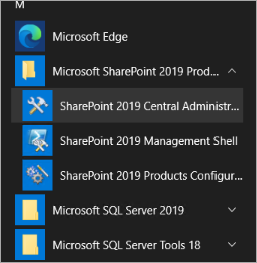 M
Microsoft Edge
Microsoft SharePoint 2019 Prod...
SharePoint 2019 Central Administr...
SharePoint 2019 Management Shell
SharePoint 2019 Products Configur...
Microsoft SQL Server 2019
Microsoft SQL Server Tools 18